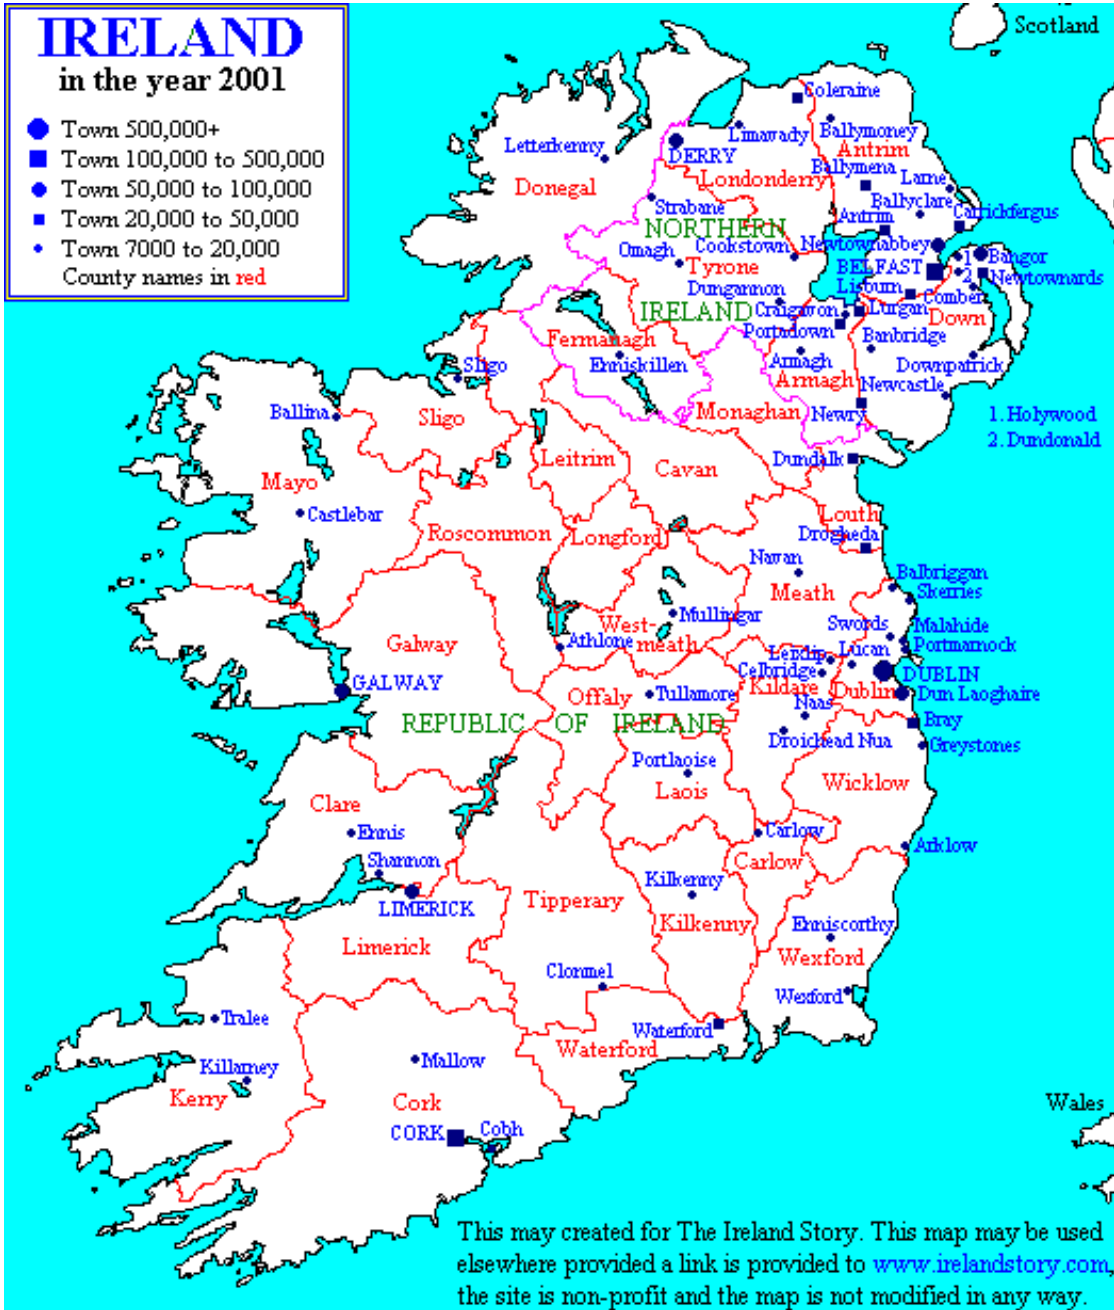 IRELAND
in the year 2001
Town 500,000+
Town 100,000 to 500,000
Town 50,000 to 100,000
Town 20,000 to 50,000
Town 7000 to 20,000
County names in red
Scotland
Coleraine
Limavady
Ballymoney
DERRY
Antrim
Letterkenny
Ballymena
Donegal
Londonderry
Larne
Strabane
Ballyclare
Antrim
Carrickfergus
NORTHERN
Omagh
Cookstown
Newtownabbey
1
Bangor
Tyrone
BELFAST
2
Newtownards
Dungannon
Lisburn
Comber
IRELAND
Craigavon
Lurgan
Down
Portadown
Fermanagh
Banbridge
Enniskillen
Armagh
Downpatrick
Sligo
Armagh
Newcastle
Ballina
Sligo
Monaghan
Newry
1. Holywood
2. Dundonald
Leitrim
Cavan
Dundalk
Mayo
Castlebar
Louth
Roscommon
Longford
Drogheda
Navan
Balbriggan
Meath
Skerries
Mullingar
West-
meath
Swords
Malahide
Galway
Athlone
Portmarnock
Leixlip
Lucan
Celbridge
DUBLIN
GALWAY
Offaly
Tullamore
Kildare
Dublin
Dun Laoghaire
Naas
REPUBLIC OF IRELAND
Bray
Droichead Nua
Greystones
Portlaoise
Laois
Wicklow
Clare
Ennis
Carlow
Arklow
Shannon
Carlow
Kilkenny
LIMERICK
Tipperary
Kilkenny
Enniscorthy
Limerick
Wexford
Clonmel
Wexford
Tralee
Waterford
Waterford
Killarney
Mallow
Kerry
Cork
Wales
CORK
Cobh
This may created for The Ireland Story. This map may be used
elsewhere provided a link is provided to www.irelandstory.com,
the site is non-profit and the map is not modified in any way.